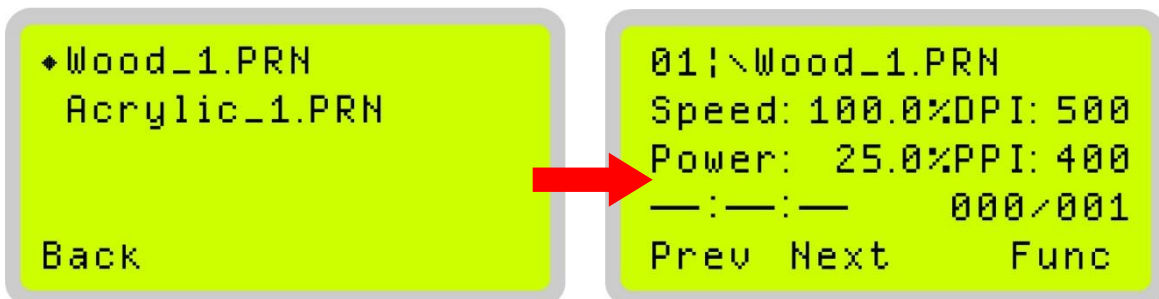 ◆Wood_1.PRN
Acrylic_1.PRN
Back
01¦\Wood_1.PRN
Speed: 100.0%DPI: 500
Power: 25.0%PPI: 400
——:——:—— 000/001
Prev Next Func